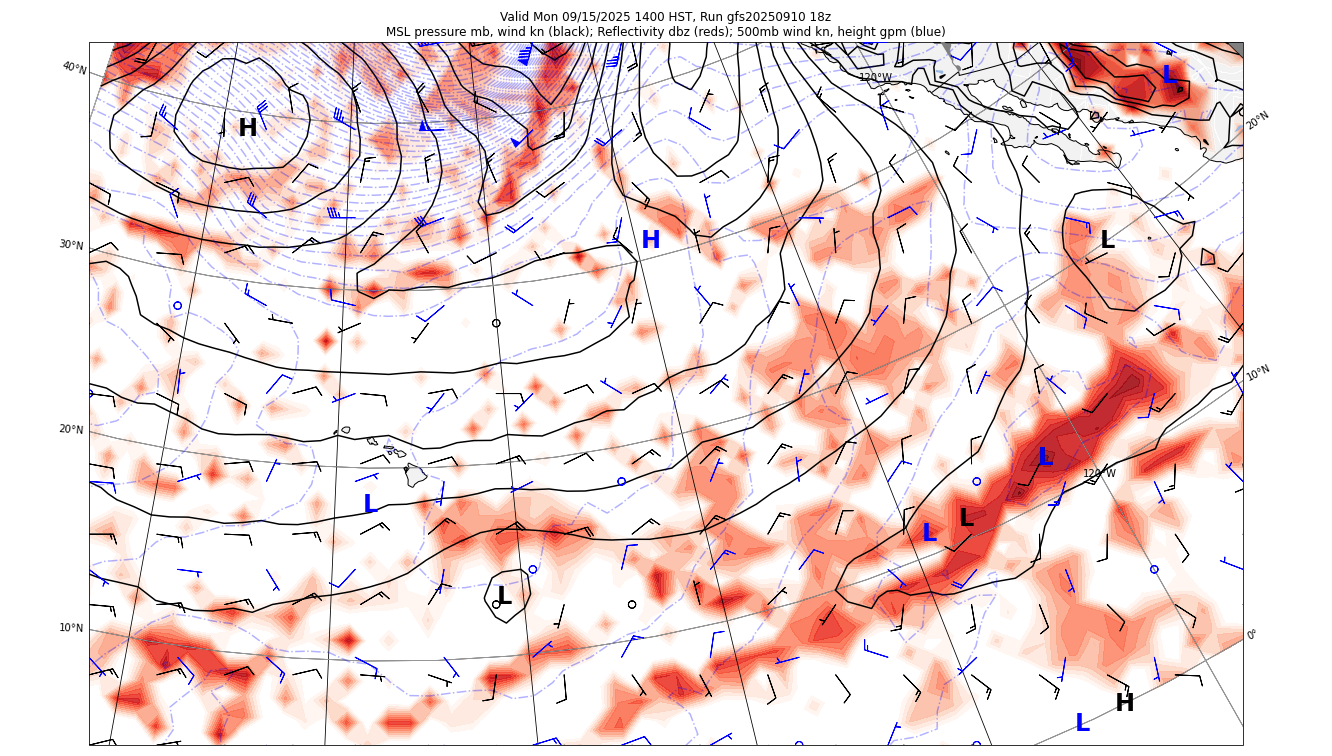 Valid Mon 09/15/2025 1400 HST, Run gfs20250910 18z
MSL pressure mb, wind kn (black); Reflectivity dbz (reds); 500mb wind kn, height gpm (blue)
40°N
120°W
L
20°N
H
30°N
H
L
10°N
20°N
L
120°W
L
L
L
L
10°N
0°
H
L